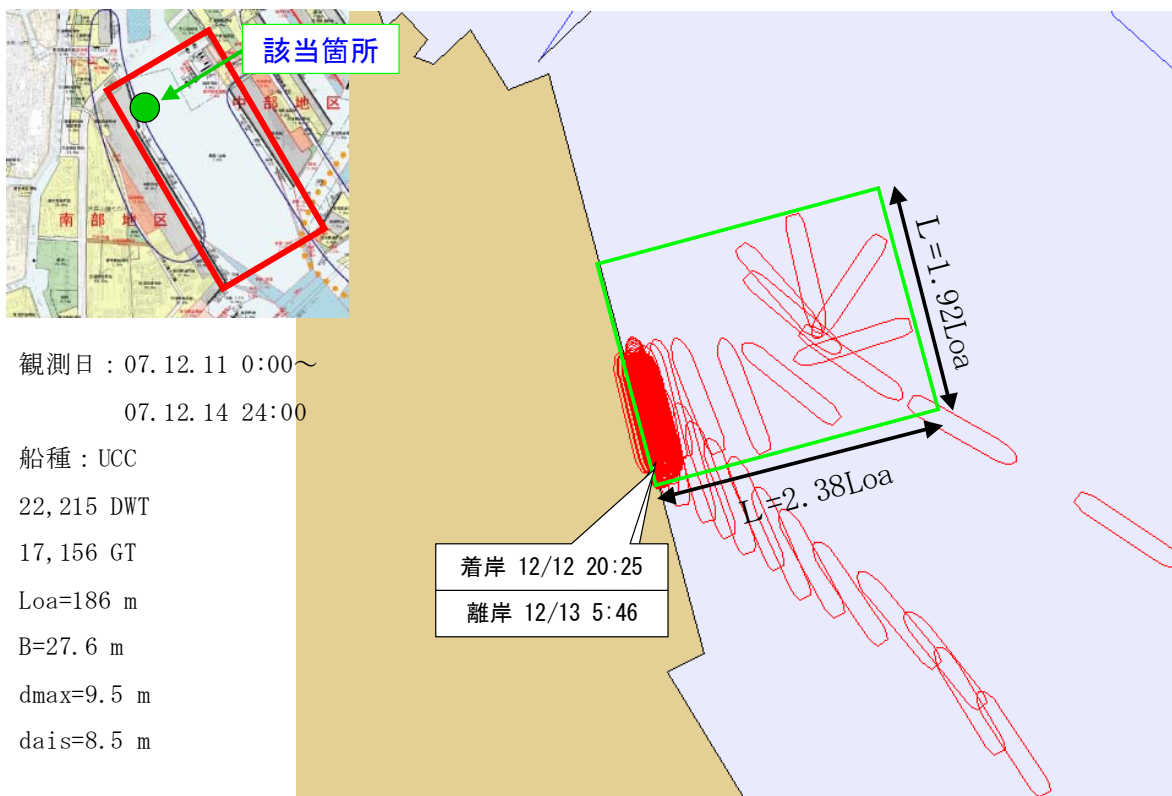 該当箇所
中部地区
南部地区
観測日：07.12.11 0:00～
07.12.14 24:00
船種：UCC
22,215 DWT
17,156 GT
Loa=186 m
B=27.6 m
dmax=9.5 m
dais=8.5 m
L=1.92Loa
L=2.38Loa
着岸 12/12 20:25
離岸 12/13 5:46